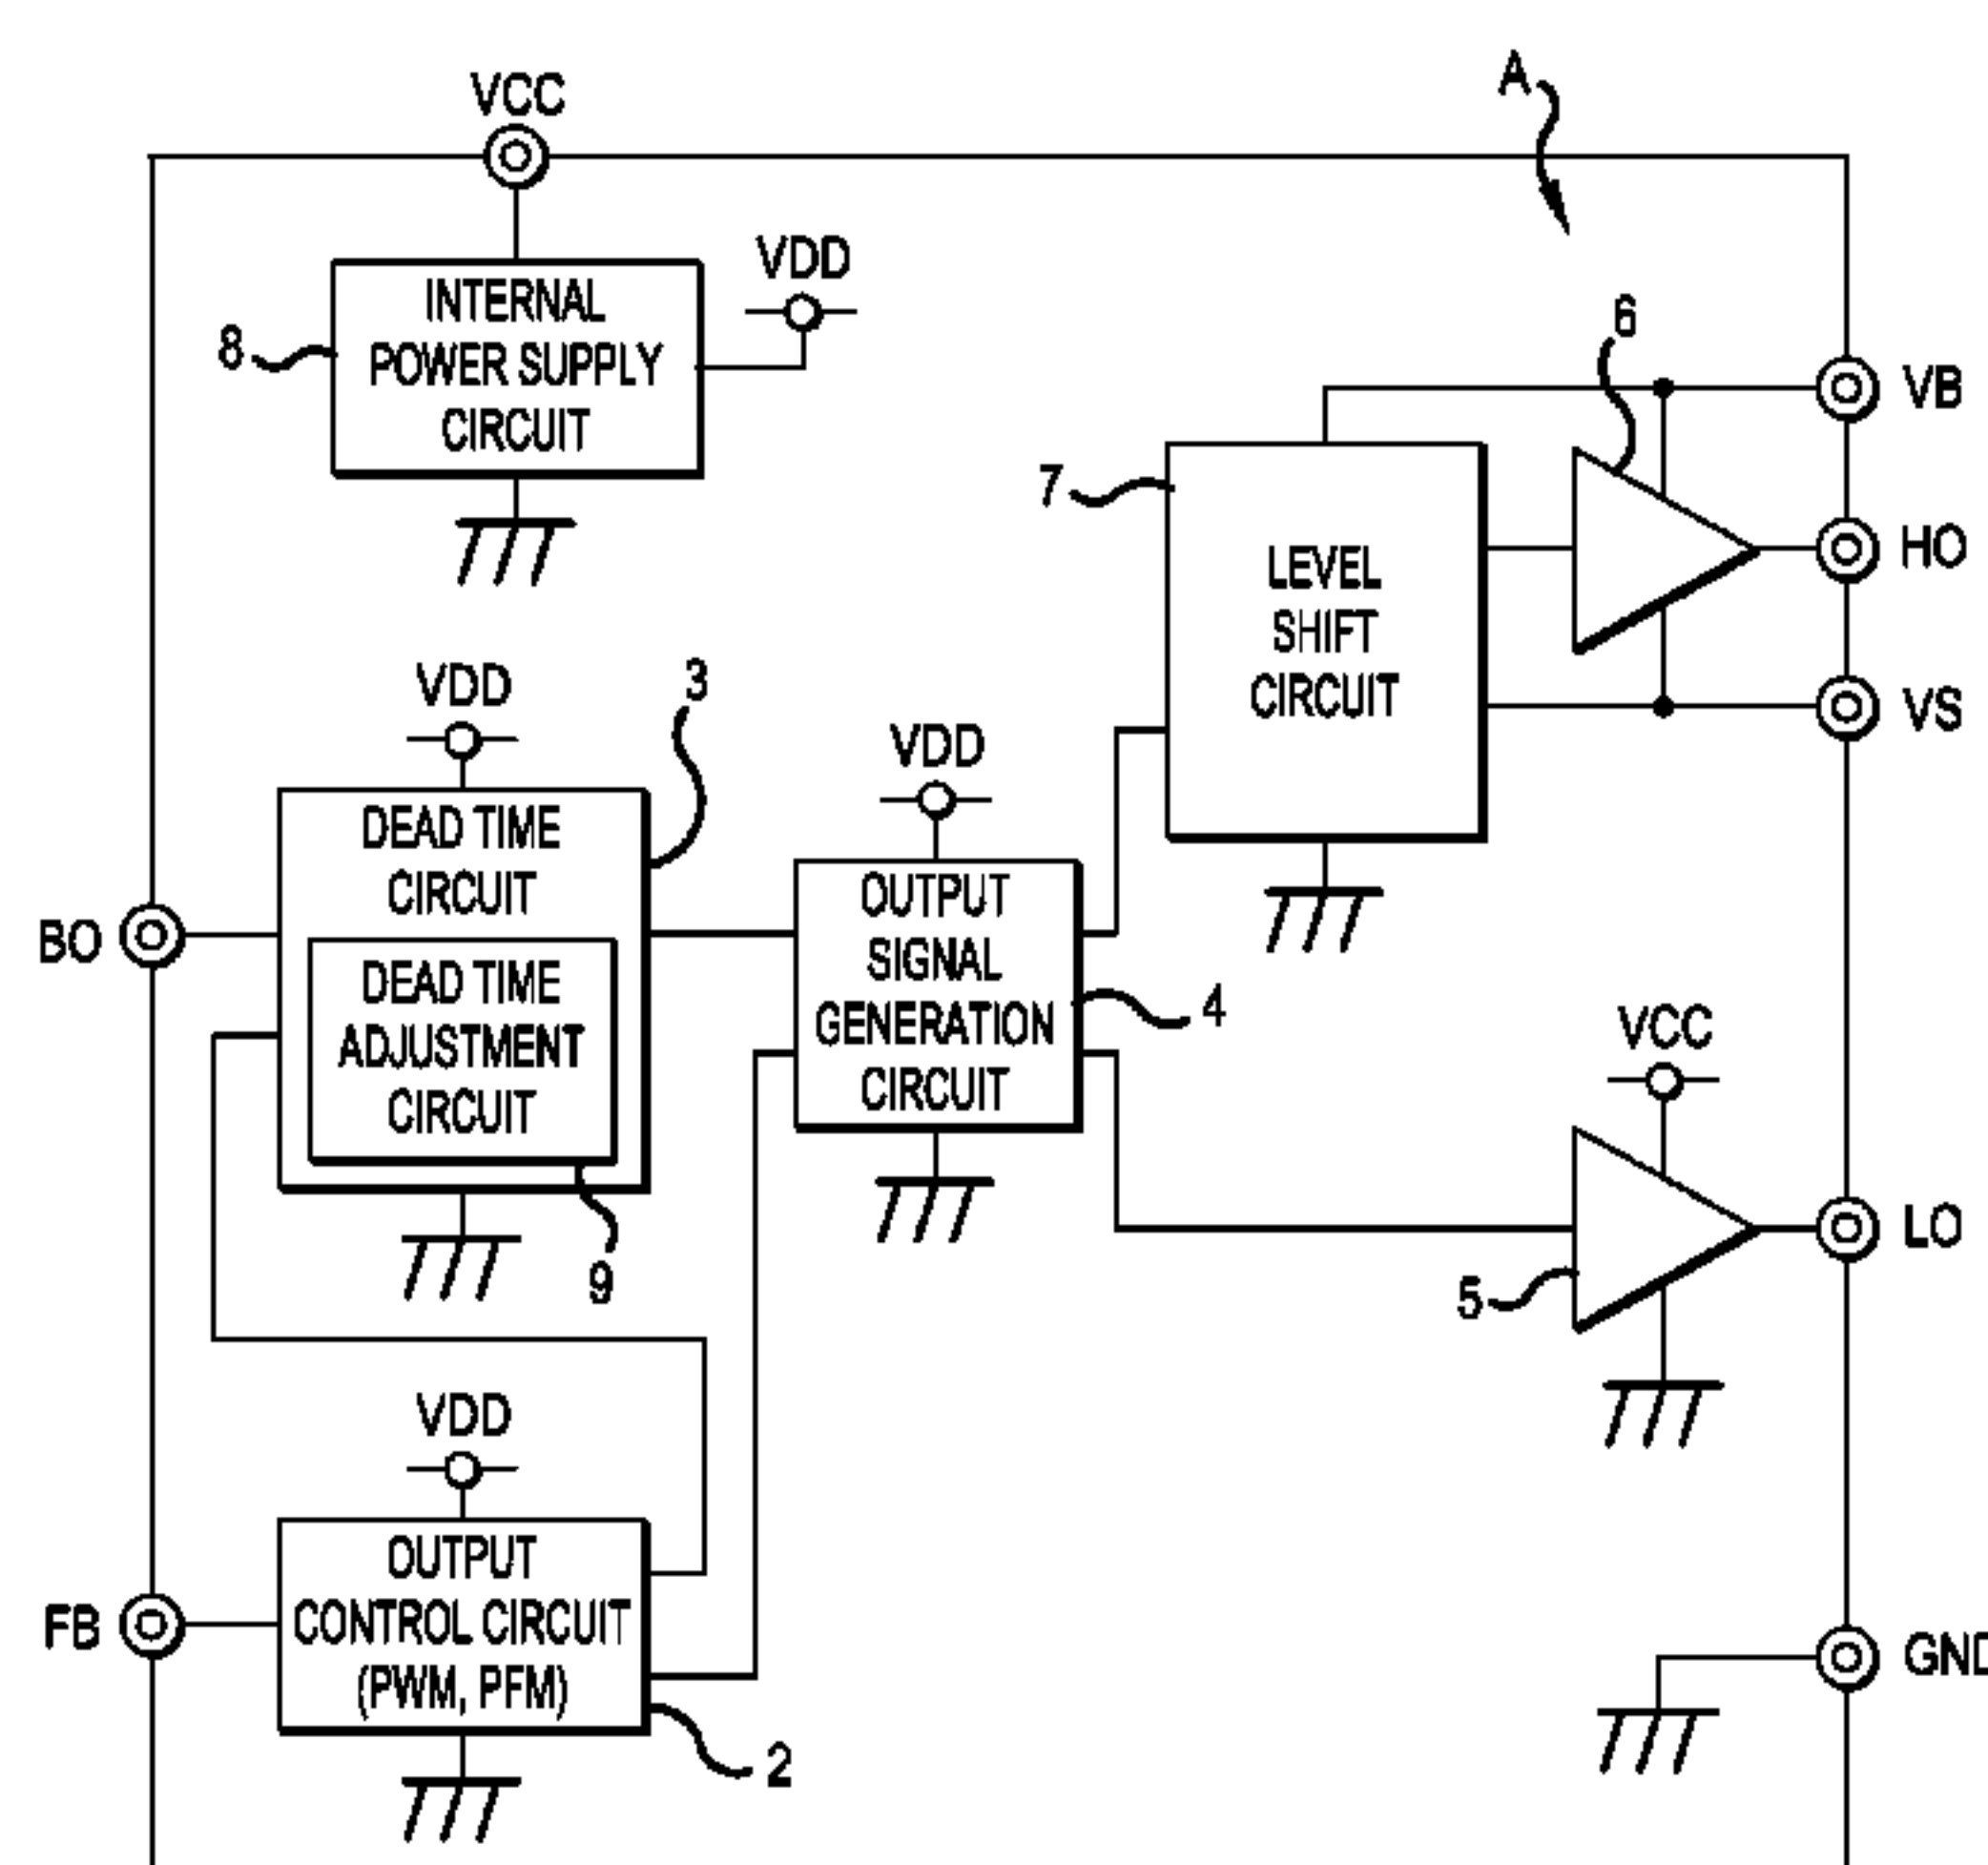 A
VCC
VDD
INTERNAL
POWER SUPPLY
CIRCUIT
8
6
VB
7
LEVEL
SHIFT
CIRCUIT
HO
VS
VDD
3
VDD
DEAD TIME
CIRCUIT
BO
DEAD TIME
ADJUSTMENT
CIRCUIT
9
OUTPUT
SIGNAL
GENERATION
CIRCUIT
4
VCC
LO
5
VDD
OUTPUT
CONTROL CIRCUIT
(PWM, PFM)
FB
2
GND